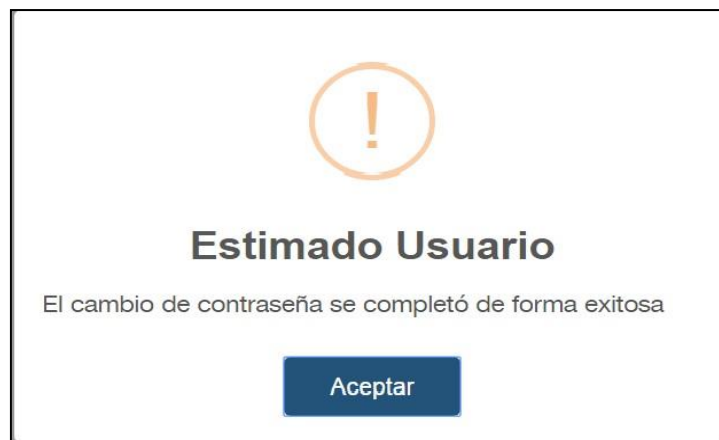 !
Estimado Usuario
El cambio de contraseña se completó de forma exitosa
Aceptar